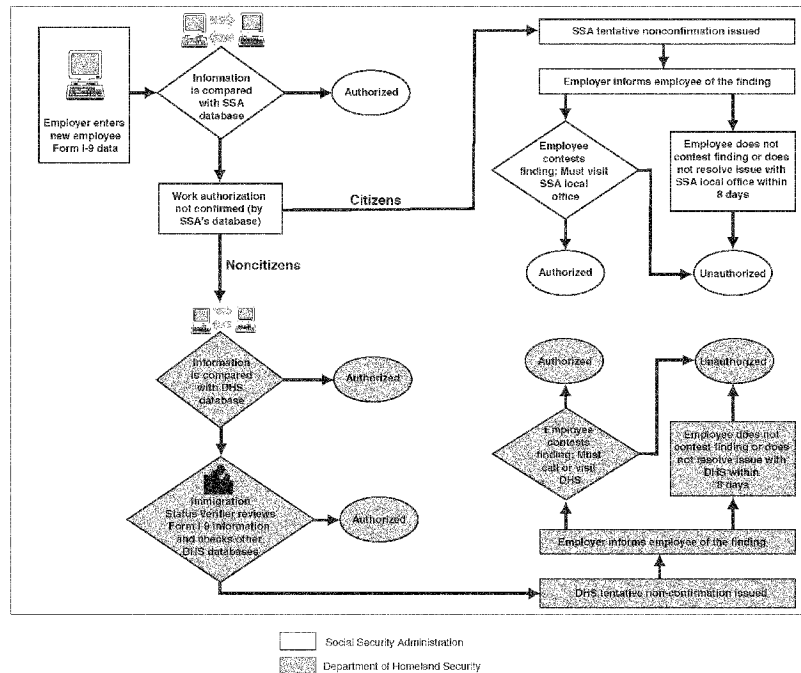 Employer enters
new employee
Form I-9 data
Information
is compared
with SSA
database
Authorized
Work authorization
not confirmed (by
SSA's database)
Citizens
Noncitizens
SSA tentative nonconfirmation issued
Employer informs employee of the finding
Employee
contests
finding; Must visit
SSA local
office
Employee does not
contest finding or does
not resolve issue with
SSA local office within
8 days
Authorized
Unauthorized
Information
is compared
with DHS
database
Authorized
Immigration
Status Verifier reviews
Form I-9 information
and checks other
DHS databases
Authorized
Authorized
Unauthorized
Employee
contests
finding; Must
call or visit
DHS
Employee does not
contest finding or does
not resolve issue with
DHS within
8 days
Employer informs employee of the finding
DHS tentative non-confirmation issued
Social Security Administration
Department of Homeland Security